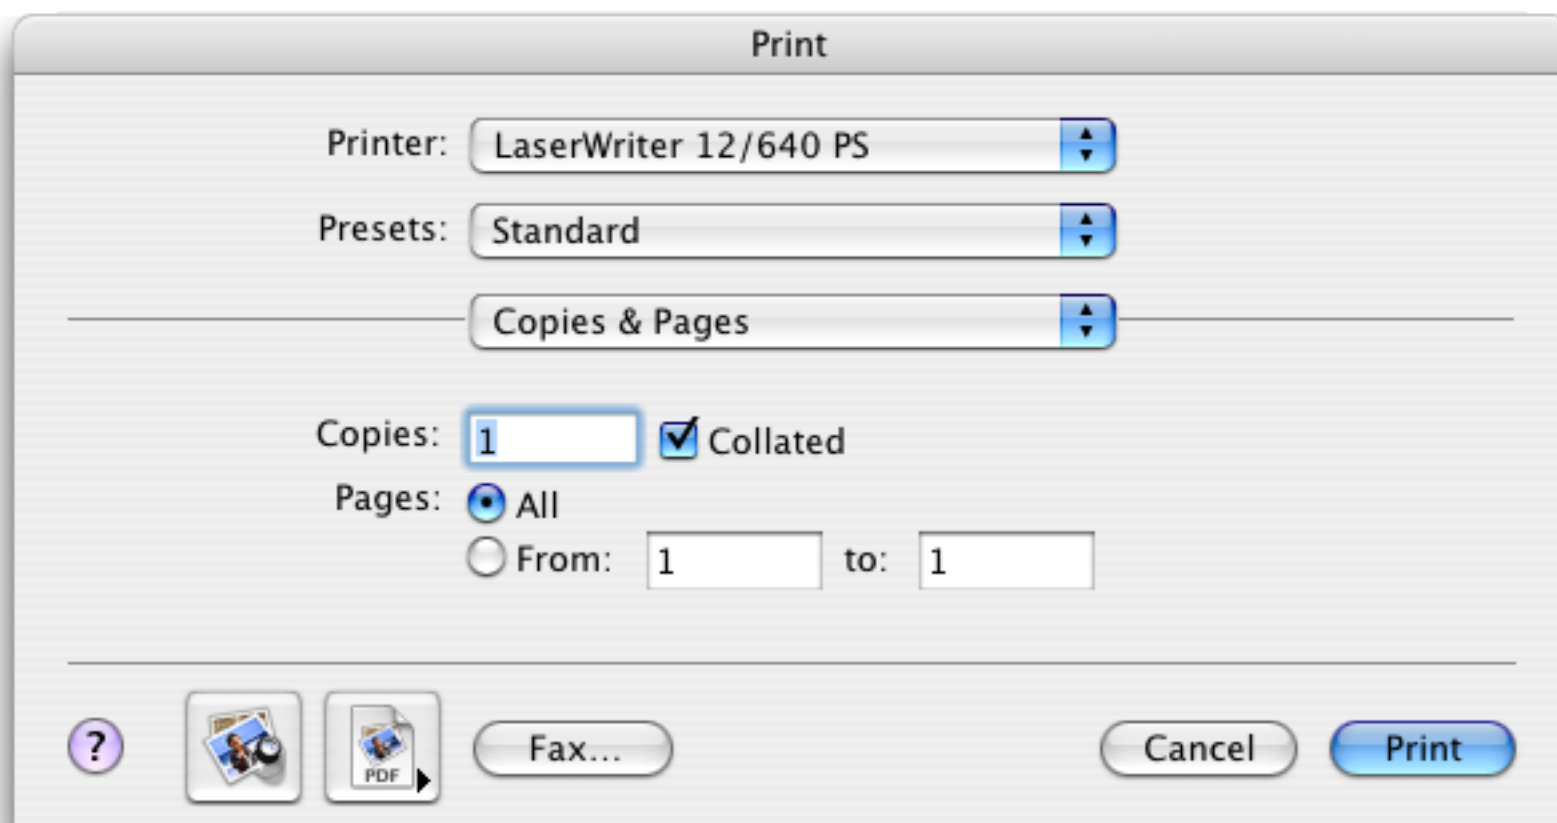 Print
Printer: LaserWriter 12/640 PS
Presets: Standard
Copies & Pages
Copies: 1 Collated
Pages: All
From: 1 to: 1
? PDF Fax... Cancel Print